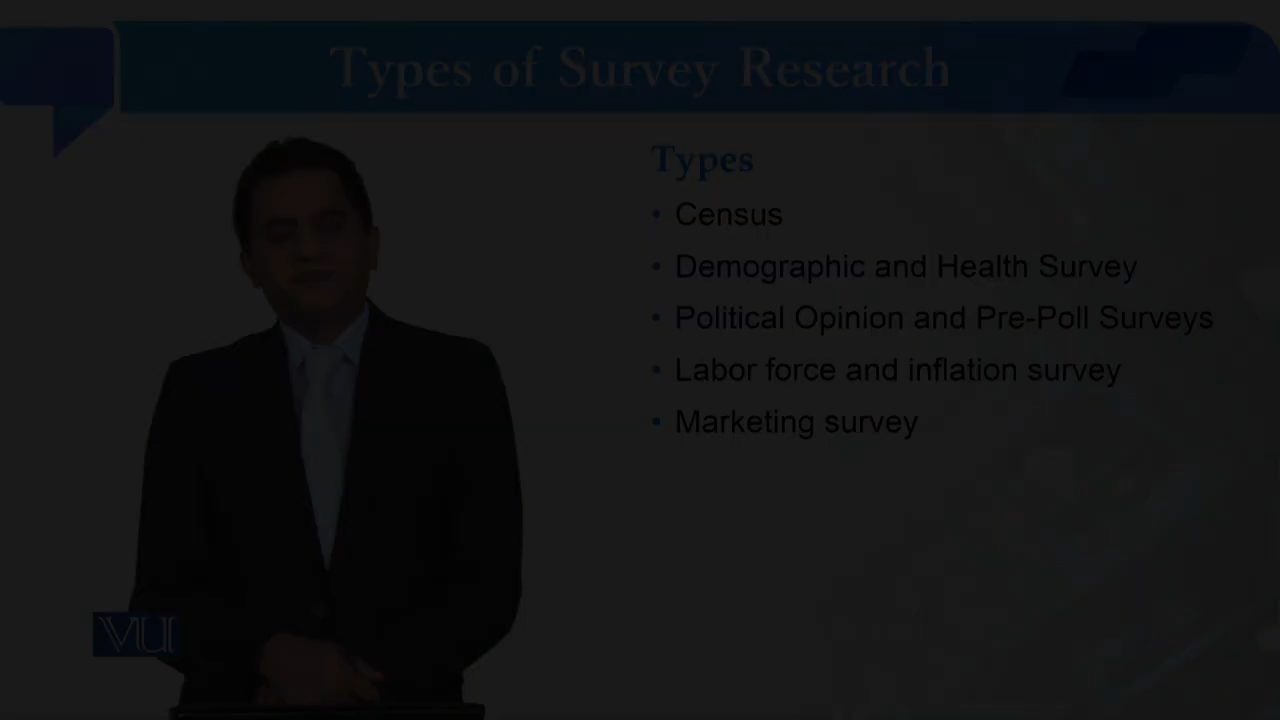 Types of Survey Research
Types
• Census
• Demographic and Health Survey
• Political Opinion and Pre-Poll Surveys
• Labor force and inflation survey
• Marketing survey
VU